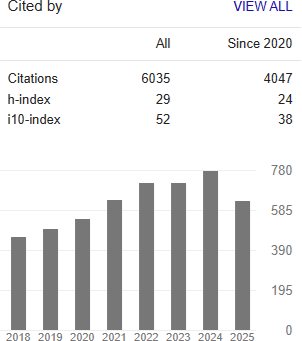 Cited by VIEW ALL
All Since 2020
Citations 6035 4047
h-index 29 24
i10-index 52 38
780
585
390
195
0
2018 2019 2020 2021 2022 2023 2024 2025